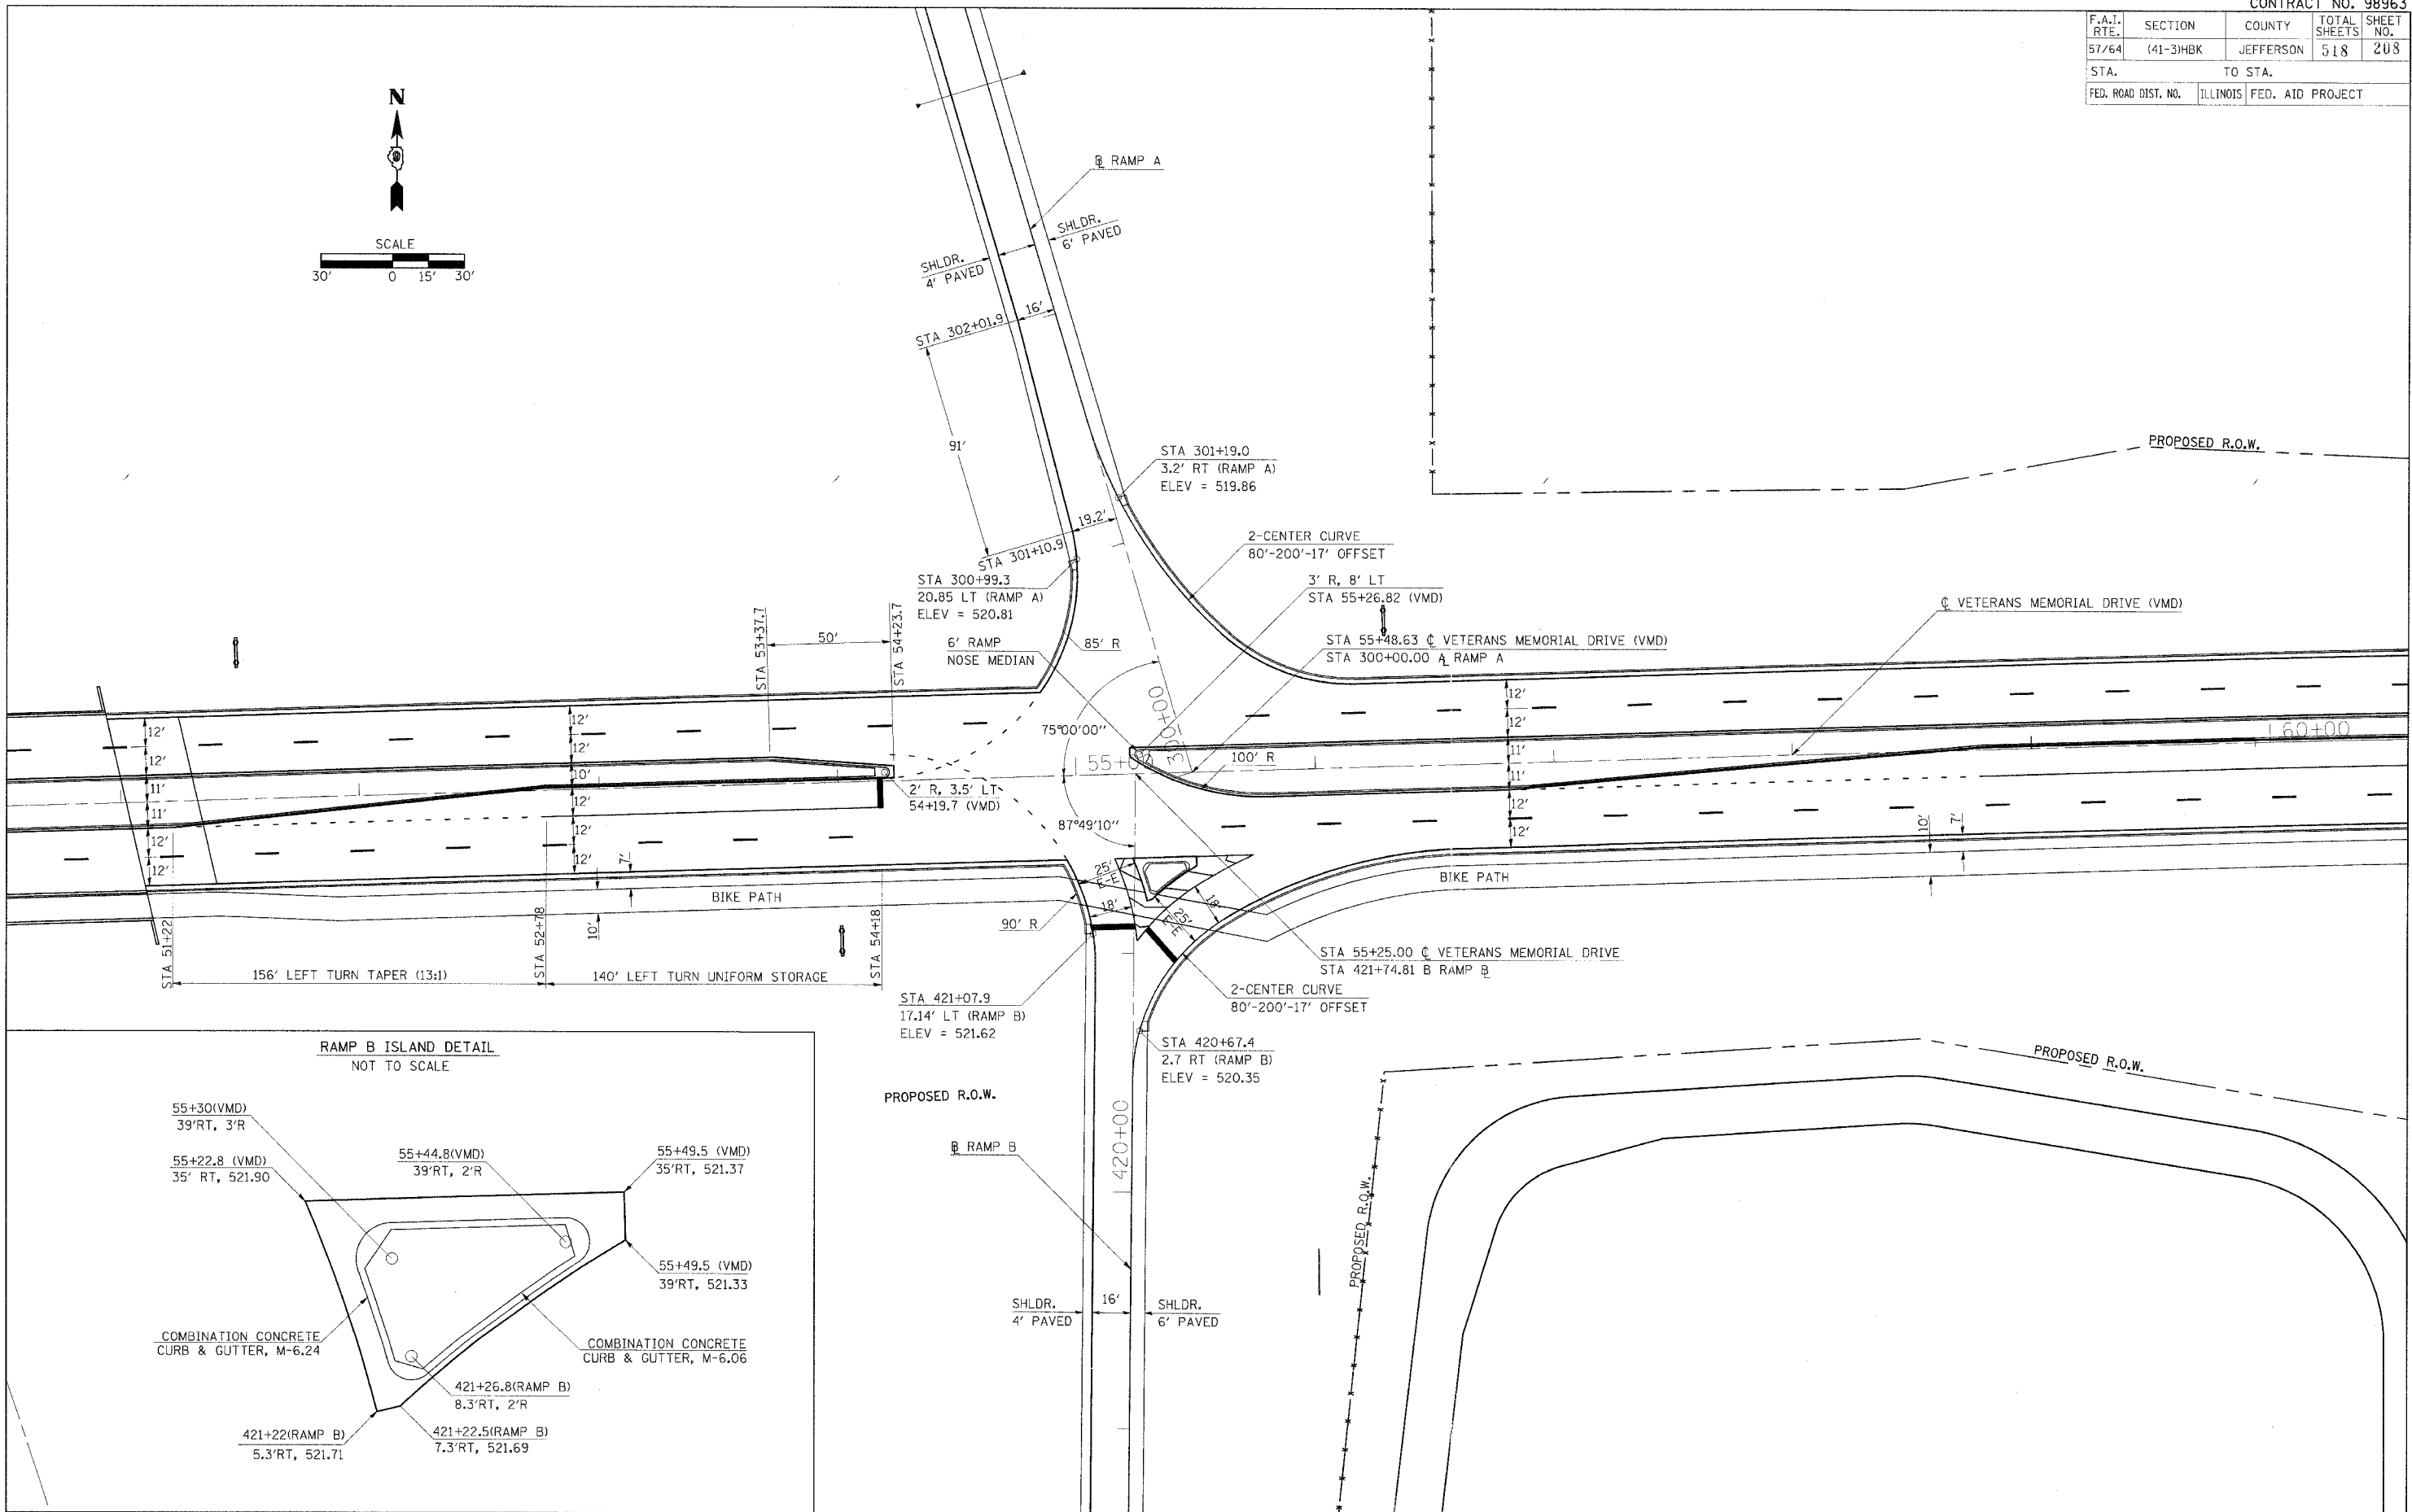 CONTRACT NO. 98963
F.A.I. RTE. SECTION COUNTY TOTAL SHEETS SHEET NO.
57/64 (41-3)HBK JEFFERSON 518 208
STA. TO STA.
FED. ROAD DIST. NO. ILLINOIS FED. AID PROJECT
N
SCALE
30' 0 15' 30'
RAMP A
SHLDR.
6' PAVED
SHLDR.
4' PAVED
STA 302+01.9
16'
91'
STA 301+19.0
3.2' RT (RAMP A)
ELEV = 519.86
PROPOSED R.O.W.
19.2'
STA 301+10.9
2-CENTER CURVE
80'-200'-17' OFFSET
STA 300+99.3
20.85 LT (RAMP A)
ELEV = 520.81
3' R, 8' LT
STA 55+26.82 (VMD)
℄ VETERANS MEMORIAL DRIVE (VMD)
STA 53+37.7
50'
STA 54+23.7
6' RAMP
NOSE MEDIAN
85' R
STA 55+48.63 ℄ VETERANS MEMORIAL DRIVE (VMD)
STA 300+00.00 RAMP A
75°00'00''
300+00
55+00
100' R
60+00
12'
12'
11'
11'
12'
12'
12'
12'
10'
12'
12'
12'
7'
10'
12'
12'
11'
11'
12'
12'
10'
7'
2' R, 3.5' LT
54+19.7 (VMD)
87°49'10''
25'
E-E
18'
25'
E-E
18'
BIKE PATH
BIKE PATH
90' R
STA 51+22
156' LEFT TURN TAPER (13:1)
STA 52+78
140' LEFT TURN UNIFORM STORAGE
STA 54+18
STA 55+25.00 ℄ VETERANS MEMORIAL DRIVE
STA 421+74.81 B RAMP
2-CENTER CURVE
80'-200'-17' OFFSET
STA 421+07.9
17.14' LT (RAMP B)
ELEV = 521.62
STA 420+67.4
2.7 RT (RAMP B)
ELEV = 520.35
PROPOSED R.O.W.
PROPOSED R.O.W.
PROPOSED R.O.W.
420+00
RAMP B
SHLDR.
4' PAVED
16'
SHLDR.
6' PAVED
RAMP B ISLAND DETAIL
NOT TO SCALE
55+30(VMD)
39'RT, 3'R
55+22.8 (VMD)
35' RT, 521.90
55+44.8(VMD)
39'RT, 2'R
55+49.5 (VMD)
35'RT, 521.37
55+49.5 (VMD)
39'RT, 521.33
COMBINATION CONCRETE
CURB & GUTTER, M-6.24
COMBINATION CONCRETE
CURB & GUTTER, M-6.06
421+26.8(RAMP B)
8.3'RT, 2'R
421+22(RAMP B)
5.3'RT, 521.71
421+22.5(RAMP B)
7.3'RT, 521.69